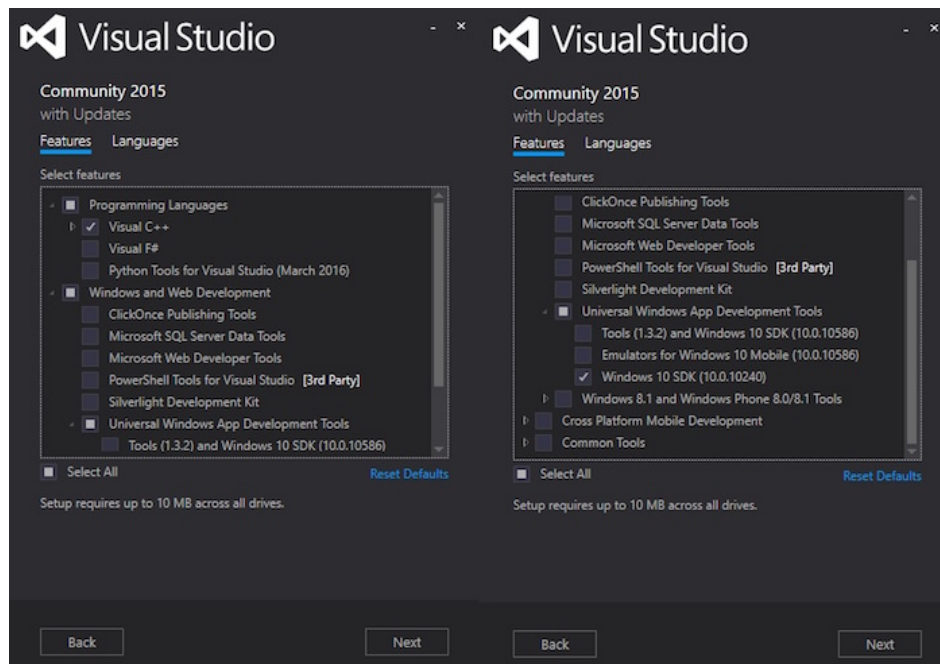 Visual Studio
Community 2015
with Updates
Features Languages
Select features
Programming Languages
Visual C++
Visual F#
Python Tools for Visual Studio (March 2016)
Windows and Web Development
ClickOnce Publishing Tools
Microsoft SQL Server Data Tools
Microsoft Web Developer Tools
PowerShell Tools for Visual Studio [3rd Party]
Silverlight Development Kit
Universal Windows App Development Tools
Tools (1.3.2) and Windows 10 SDK (10.0.10586)
Select All Reset Defaults
Setup requires up to 10 MB across all drives.
Back Next
Visual Studio
Community 2015
with Updates
Features Languages
Select features
ClickOnce Publishing Tools
Microsoft SQL Server Data Tools
Microsoft Web Developer Tools
PowerShell Tools for Visual Studio [3rd Party]
Silverlight Development Kit
Universal Windows App Development Tools
Tools (1.3.2) and Windows 10 SDK (10.0.10586)
Emulators for Windows 10 Mobile (10.0.10586)
Windows 10 SDK (10.0.10240)
Windows 8.1 and Windows Phone 8.0/8.1 Tools
Cross Platform Mobile Development
Common Tools
Select All Reset Defaults
Setup requires up to 10 MB across all drives.
Back Next